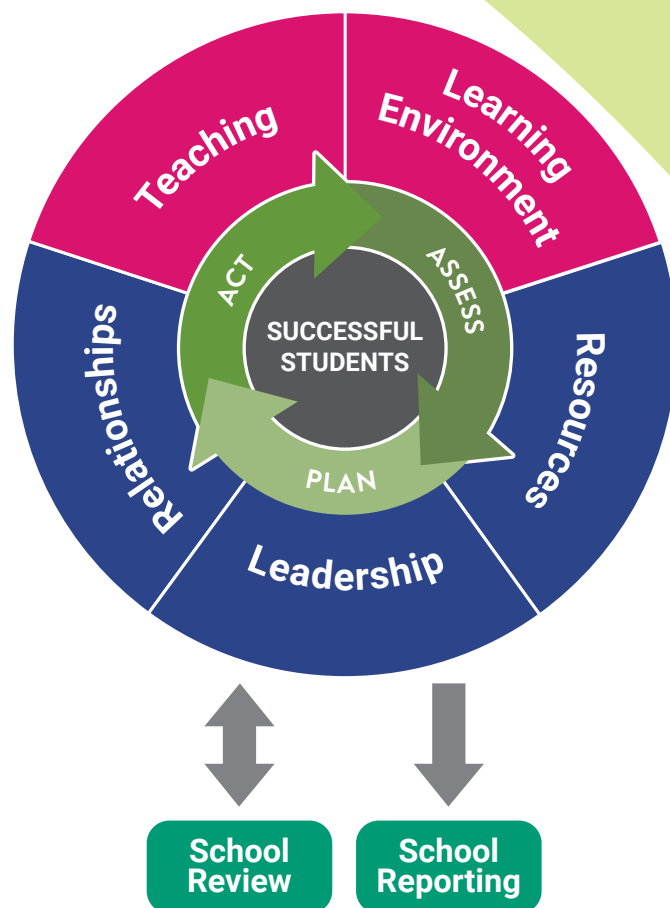 Teaching
Learning
Environment
ACT
ASSESS
SUCCESSFUL
STUDENTS
Relationships
Resources
PLAN
Leadership
School
Review
School
Reporting